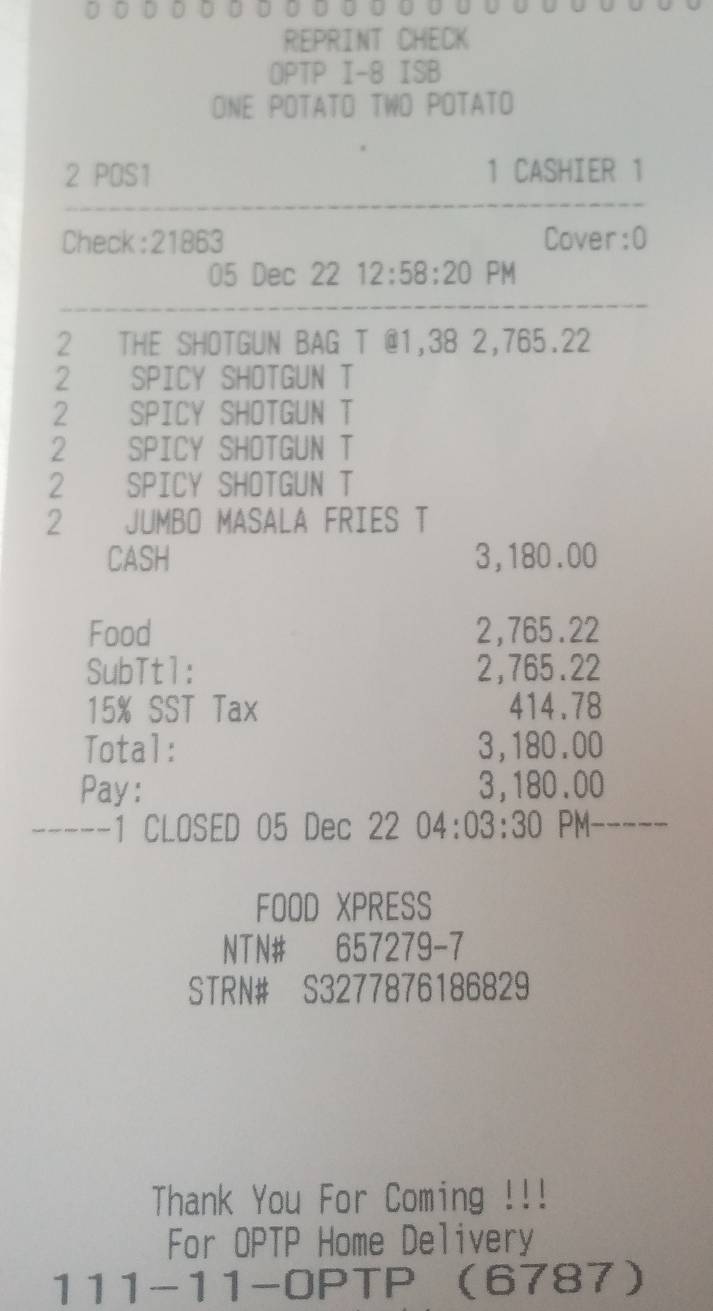 REPRINT CHECK
OPTP I-8 ISB
ONE POTATO TWO POTATO
2 POS1 1 CASHIER 1
Check:21863 Cover:0
05 Dec 22 12:58:20 PM
2 THE SHOTGUN BAG T @1,38 2,765.22
2 SPICY SHOTGUN T
2 SPICY SHOTGUN T
2 SPICY SHOTGUN T
2 SPICY SHOTGUN T
2 JUMBO MASALA FRIES T
CASH 3,180.00
Food 2,765.22
SubTtl: 2,765.22
15% SST Tax 414.78
Total: 3,180.00
Pay: 3,180.00
-----1 CLOSED 05 Dec 22 04:03:30 PM-----
FOOD XPRESS
NTN# 657279-7
STRN# S3277876186829
Thank You For Coming !!!
For OPTP Home Delivery
111-11-OPTP (6787)